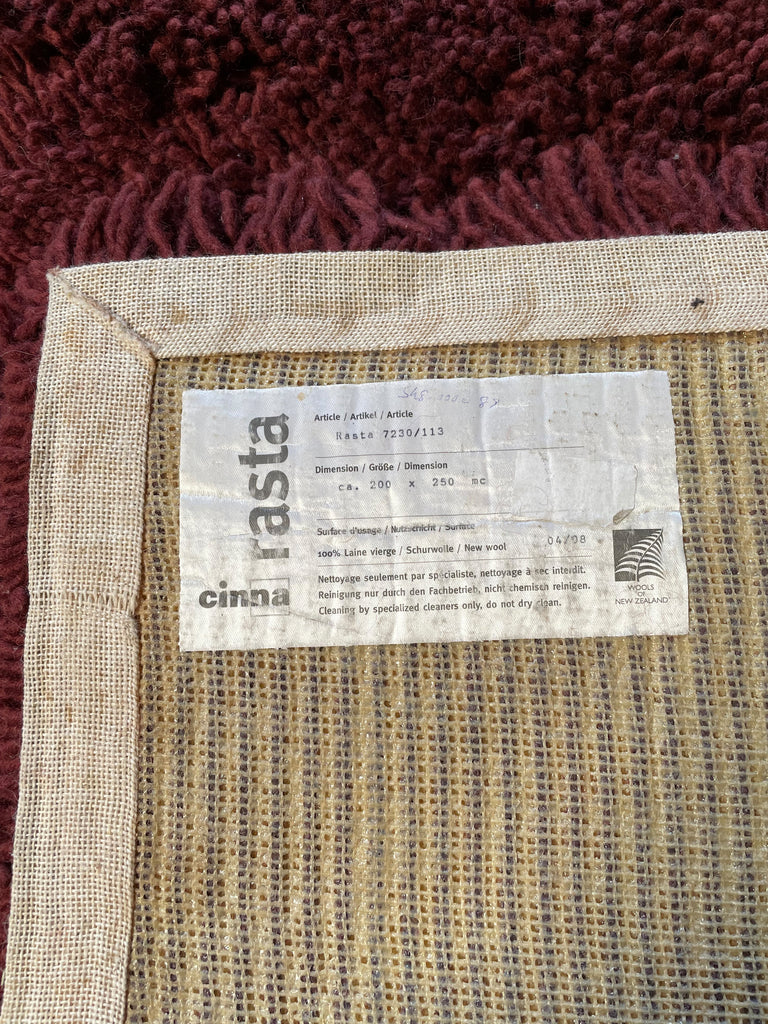 rasta
cinna
Article / Artikel / Article
Rasta 7230/113
Dimension / Größe / Dimension
ca. 200 x 250 mc
Surface d'usage / Nutzschicht / Surface
100% Laine vierge / Schurwolle / New wool
04/08
Nettoyage seulement par spécialiste, nettoyage à sec interdit.
Reinigung nur durch den Fachbetrieb, nicht chemisch reinigen.
Cleaning by specialized cleaners only, do not dry clean.
WOOLS
OF
NEW ZEALAND